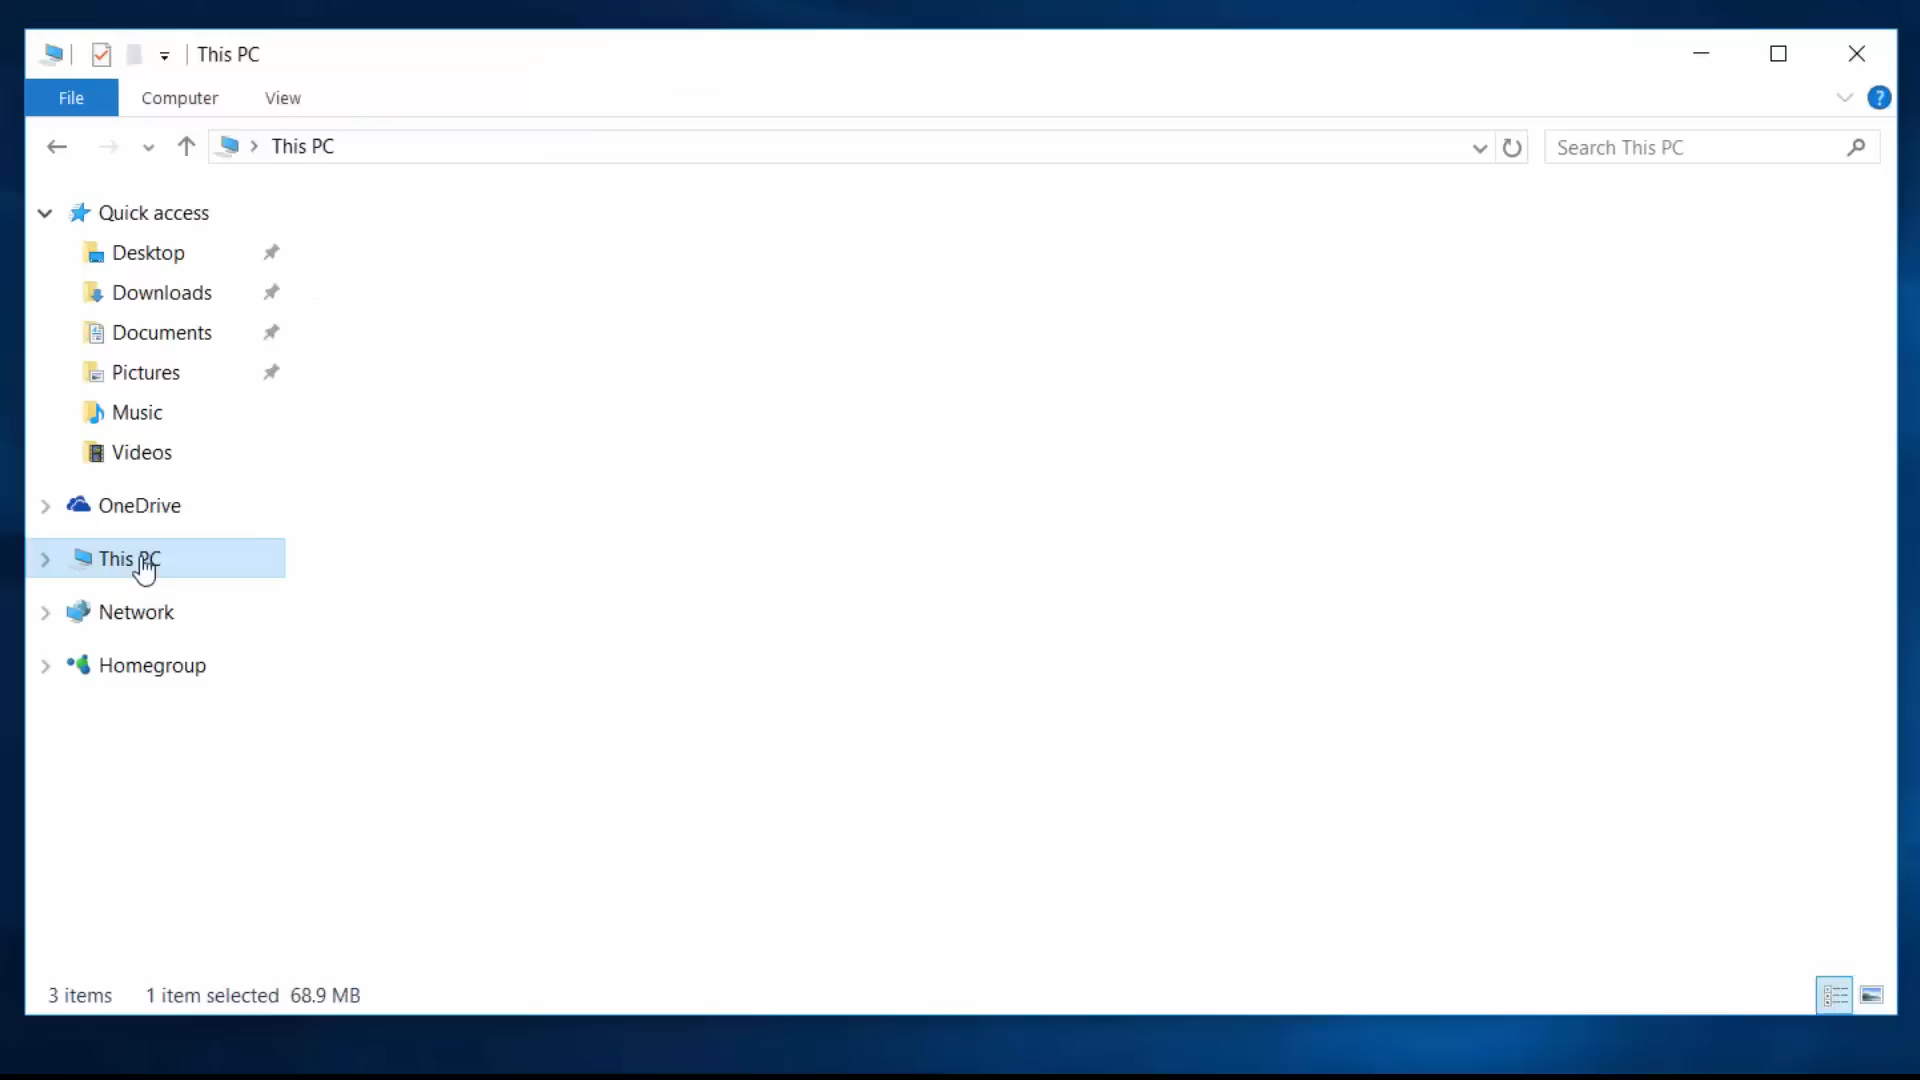 This PC
File Computer View
?
This PC
Search This PC
Quick access
Desktop
Downloads
Documents
Pictures
Music
Videos
OneDrive
This PC
Network
Homegroup
3 items 1 item selected 68.9 MB